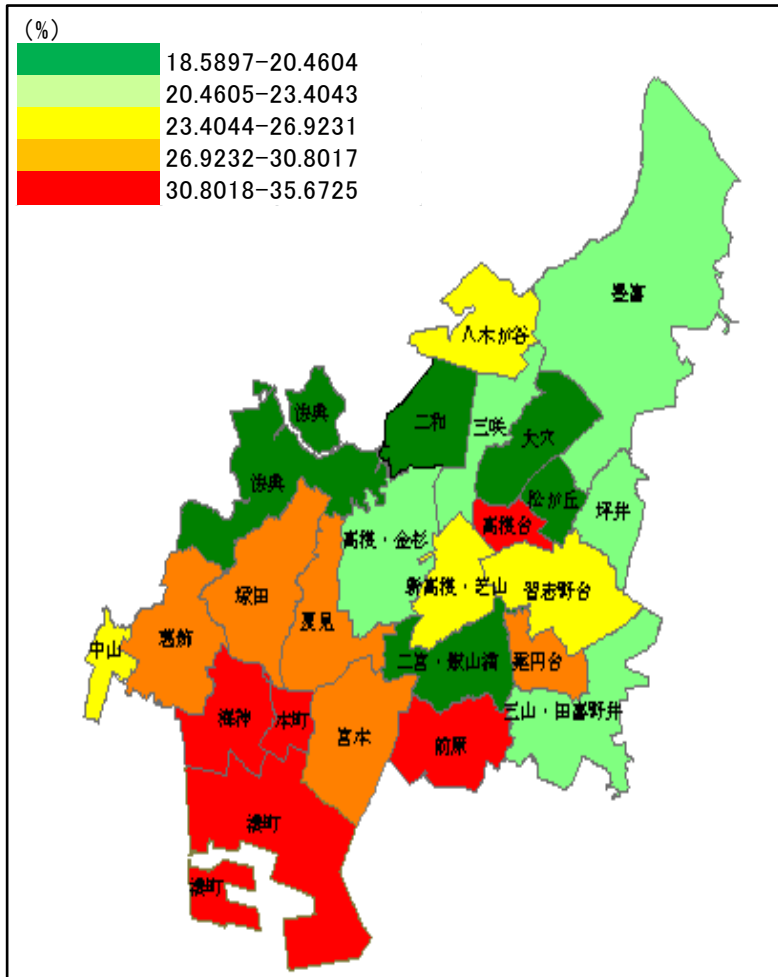 (%)
18.5897-20.4604
20.4605-23.4043
23.4044-26.9231
26.9232-30.8017
30.8018-35.6725
豊富
八木が谷
法典
二和
三咲
大穴
法典
松が丘
坪井
高根台
高根・金杉
新高根・芝山
習志野台
塚田
夏見
葛飾
中山
二宮・飯山満
薬円台
三山・田喜野井
海神
本町
宮本
前原
湊町
湊町